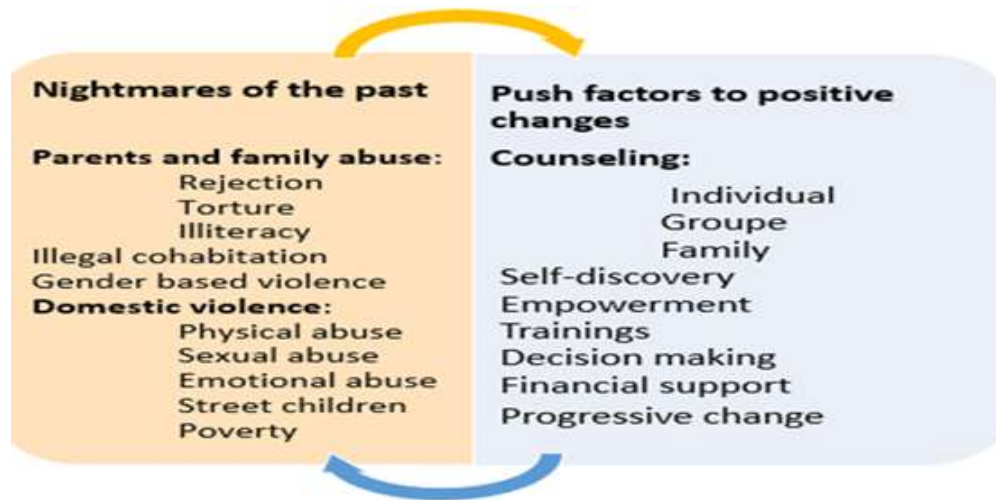 Nightmares of the past
Parents and family abuse:
Rejection
Torture
Illiteracy
Illegal cohabitation
Gender based violence
Domestic violence:
Physical abuse
Sexual abuse
Emotional abuse
Street children
Poverty
Push factors to positive
changes
Counseling:
Individual
Groupe
Family
Self-discovery
Empowerment
Trainings
Decision making
Financial support
Progressive change